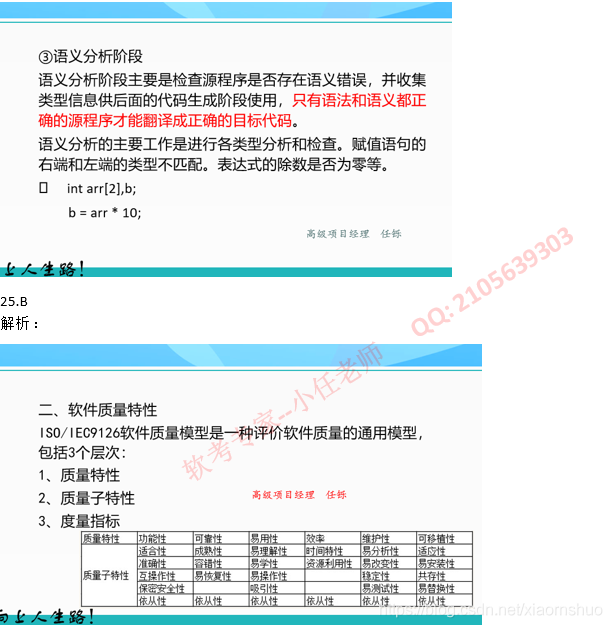 ③语义分析阶段
语义分析阶段主要是检查源程序是否存在语义错误，并收集
类型信息供后面的代码生成阶段使用，只有语法和语义都正
确的源程序才能翻译成正确的目标代码。
语义分析的主要工作是进行各类型分析和检查。赋值语句的
右端和左端的类型不匹配。表达式的除数是否为零等。
int arr[2],b;
b = arr * 10;
高级项目经理 任铄
上人生路！
QQ: 2105639303
25.B
解析：
软考专家--小任老师
二、软件质量特性
ISO/IEC9126软件质量模型是一种评价软件质量的通用模型，
包括3个层次：
1、质量特性
2、质量子特性
高级项目经理 任铄
3、度量指标
质量特性 功能性 可靠性 易用性 效率 维护性 可移植性
质量子特性 适合性 成熟性 易理解性 时间特性 易分析性 适应性
准确性 容错性 易学性 资源利用性 易改变性 易安装性
互操作性 易恢复性 易操作性 稳定性 共存性
保密安全性 吸引性 易测试性 易替换性
依从性 依从性 依从性 依从性 依从性 依从性
向上人生路！
https://blog.csdn.net/xiaomshuo